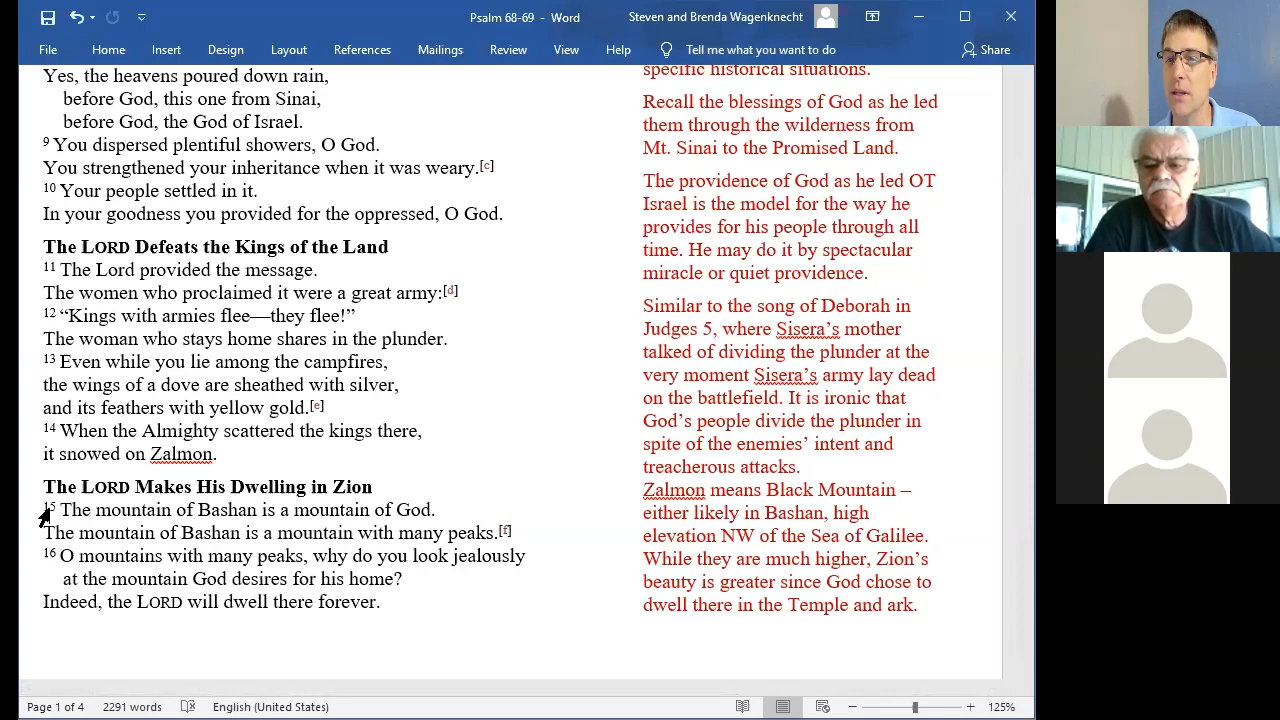 Psalm 68-69 - Word
Steven and Brenda Wagenknecht
File Home Insert Design Layout References Mailings Review View Help Tell me what you want to do Share
Yes, the heavens poured down rain,
before God, this one from Sinai,
before God, the God of Israel.
9 You dispersed plentiful showers, O God.
You strengthened your inheritance when it was weary.[c]
10 Your people settled in it.
In your goodness you provided for the oppressed, O God.
The LORD Defeats the Kings of the Land
11 The Lord provided the message.
The women who proclaimed it were a great army:[d]
12 “Kings with armies flee—they flee!”
The woman who stays home shares in the plunder.
13 Even while you lie among the campfires,
the wings of a dove are sheathed with silver,
and its feathers with yellow gold.[e]
14 When the Almighty scattered the kings there,
it snowed on Zalmon.
The LORD Makes His Dwelling in Zion
15 The mountain of Bashan is a mountain of God.
The mountain of Bashan is a mountain with many peaks.[f]
16 O mountains with many peaks, why do you look jealously
at the mountain God desires for his home?
Indeed, the LORD will dwell there forever.
specific historical situations.
Recall the blessings of God as he led
them through the wilderness from
Mt. Sinai to the Promised Land.
The providence of God as he led OT
Israel is the model for the way he
provides for his people through all
time. He may do it by spectacular
miracle or quiet providence.
Similar to the song of Deborah in
Judges 5, where Sisera’s mother
talked of dividing the plunder at the
very moment Sisera’s army lay dead
on the battlefield. It is ironic that
God’s people divide the plunder in
spite of the enemies’ intent and
treacherous attacks.
Zalmon means Black Mountain –
either likely in Bashan, high
elevation NW of the Sea of Galilee.
While they are much higher, Zion’s
beauty is greater since God chose to
dwell there in the Temple and ark.
Page 1 of 4 2291 words English (United States) 125%